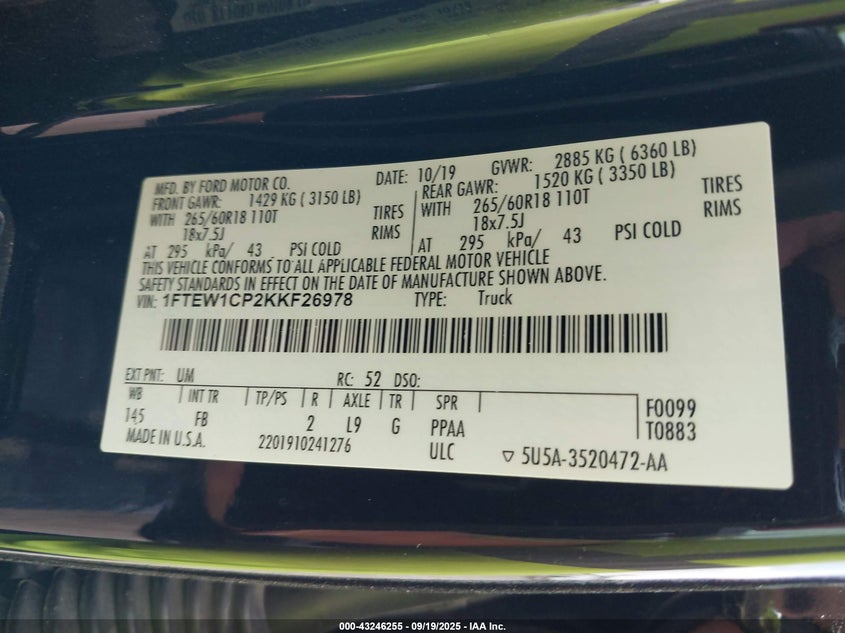 MFD. BY FORD MOTOR CO. DATE: 10/19 GVWR: 2885 KG ( 6360 LB)
FRONT GAWR: 1429 KG ( 3150 LB) REAR GAWR: 1520 KG ( 3350 LB)
WITH 265/60R18 110T TIRES WITH 265/60R18 110T TIRES
18x7.5J RIMS 18x7.5J RIMS
AT 295 kPa/ 43 PSI COLD AT 295 kPa/ 43 PSI COLD
THIS VEHICLE CONFORMS TO ALL APPLICABLE FEDERAL MOTOR VEHICLE
SAFETY STANDARDS IN EFFECT ON THE DATE OF MANUFACTURE SHOWN ABOVE.
VIN: 1FTEW1CP2KKF26978 TYPE: Truck
EXT PNT: UM RC: 52 DSO:
WB INT TR TP/PS R AXLE TR SPR
145 FB 2 L9 G PPAA F0099
MADE IN U.S.A. 2201910241276 ULC T0883
5U5A-3520472-AA
000-43246255 - 09/19/2025 - IAA Inc.